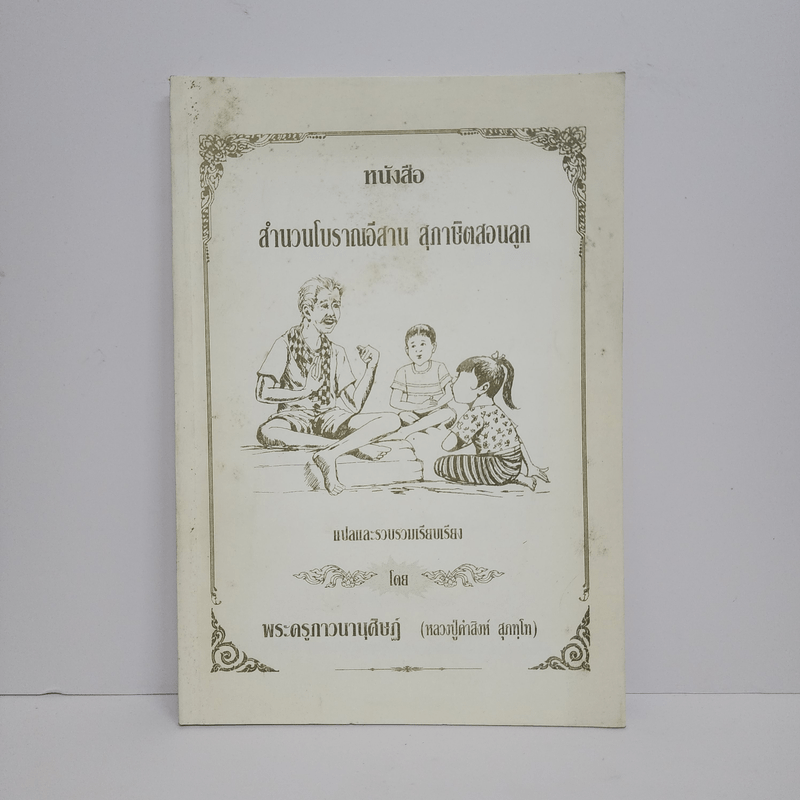 หนังสือ
สำนวนโบราณอีสาน สุภาษิตสอนลูก
แปลและรวบรวมเรียบเรียง
โดย
พระครูภาวนานุศิษฎ์ (หลวงปู่คำสิงห์ สุภทฺโท)